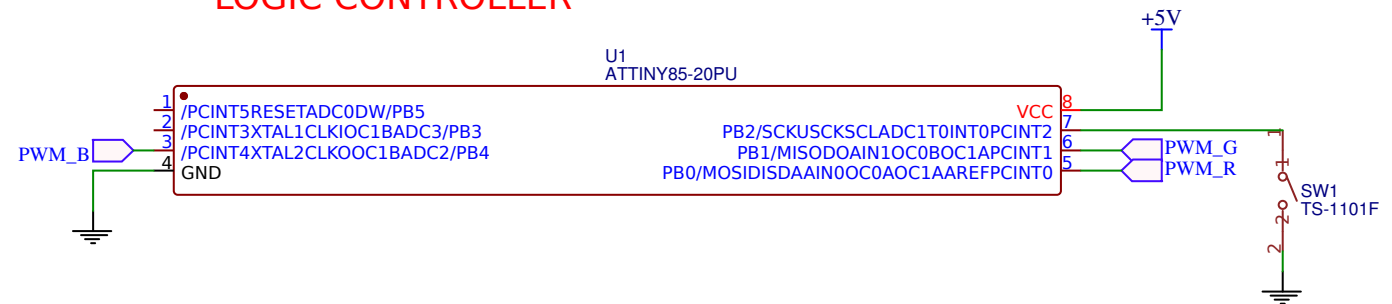 LOGIC CONTROLLER
+5V
U1
ATTINY85-20PU
1
/PCINT5RESETADC0DW/PB5
2
/PCINT3XTAL1CLKIOC1BADC3/PB3
3
/PCINT4XTAL2CLKOOC1BADC2/PB4
4
GND
PWM_B
VCC
8
PB2/SCKUSCKSCLADC1T0INT0PCINT2
7
PB1/MISODOAIN1OC0BOC1APCINT1
6
PB0/MOSIDISDAAIN0OC0AOC1AAREFPCINT0
5
PWM_G
PWM_R
1
1
SW1
TS-1101F
2
2